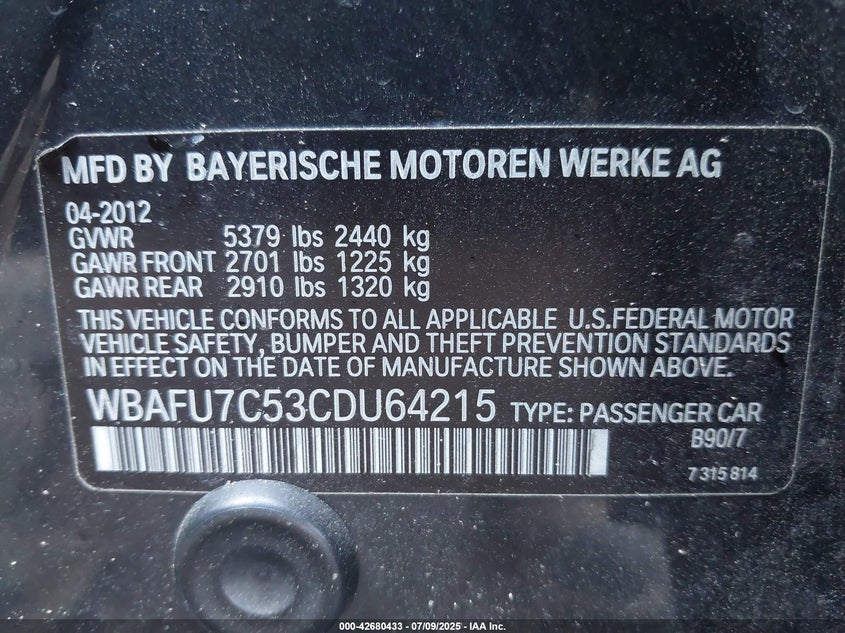 MFD BY BAYERISCHE MOTOREN WERKE AG
04-2012
GVWR 5379 lbs 2440 kg
GAWR FRONT 2701 lbs 1225 kg
GAWR REAR 2910 lbs 1320 kg
THIS VEHICLE CONFORMS TO ALL APPLICABLE U.S.FEDERAL MOTOR
VEHICLE SAFETY, BUMPER AND THEFT PREVENTION STANDARDS
IN EFFECT ON THE DATE OF MANUFACTURE SHOWN ABOVE.
WBAFU7C53CDU64215 TYPE: PASSENGER CAR
B90/7
7 315 814
000-42680433 - 07/09/2025 - IAA Inc.